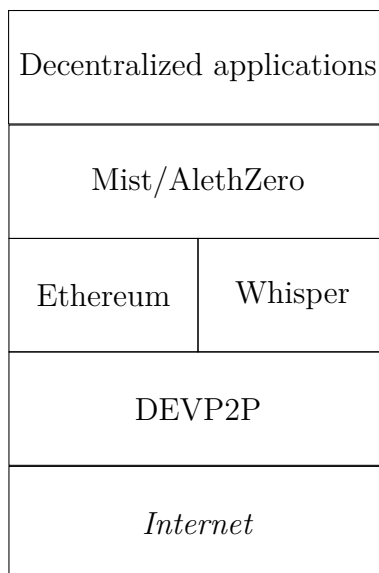 Decentralized applications
Mist/AlethZero
Ethereum Whisper
DEVP2P
Internet